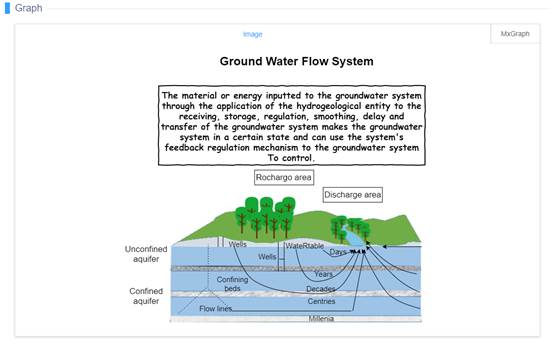 Graph
Image
MxGraph
Ground Water Flow System
The material or energy inputted to the groundwater system
through the application of the hydrogeological entity to the
receiving, storage, regulation, smoothing, delay and
transfer of the groundwater system makes the groundwater
system in a certain state and can use the system's
feedback regulation mechanism to the groundwater system
To control.
Rochargo area
Discharge area
Unconfined
aquifer
Wells
WateRtable
Days
Wells
Years
Confining
beds
Decades
Confined
aquifer
Centries
Flow lines
Millenia